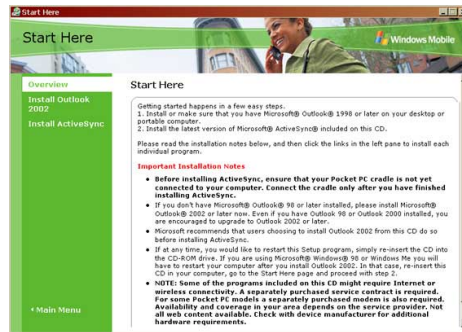 Start Here
Start Here
Windows Mobile
Overview
Install Outlook
2002
Install ActiveSync
‹ Main Menu
Start Here
Getting started happens in a few easy steps.
1. Install or make sure that you have Microsoft® Outlook® 1998 or later on your desktop or
portable computer.
2. Install the latest version of Microsoft® ActiveSync® included on this CD.
Please read the installation notes below, and then click the links in the left pane to install each
individual program.
Important Installation Notes
• Before installing ActiveSync, ensure that your Pocket PC cradle is not yet
connected to your computer. Connect the cradle only after you have finished
installing ActiveSync.
• If you don't have Microsoft® Outlook® 98 or later installed, please install Microsoft®
Outlook® 2002 or later now. Even if you have Outlook 98 or Outlook 2000 installed, you
are encouraged to upgrade to Outlook 2002 or later.
• Microsoft recommends that users choosing to install Outlook 2002 from this CD do so
before installing ActiveSync.
• If at any time, you would like to restart this Setup program, simply re-insert the CD into
the CD-ROM drive. If you are using Microsoft® Windows® 98 or Windows Me you will
have to restart your computer after you install Outlook 2002. In that case, re-insert this
CD in your computer, go to the Start Here page and proceed with step 2.
• NOTE: Some of the programs included on this CD might require Internet or
wireless connectivity. A separately purchased service contract is required.
For some Pocket PC models a separately purchased modem is also required.
Availability and coverage in your area depends on the service provider. Not
all web content available. Check with device manufacturer for additional
hardware requirements.